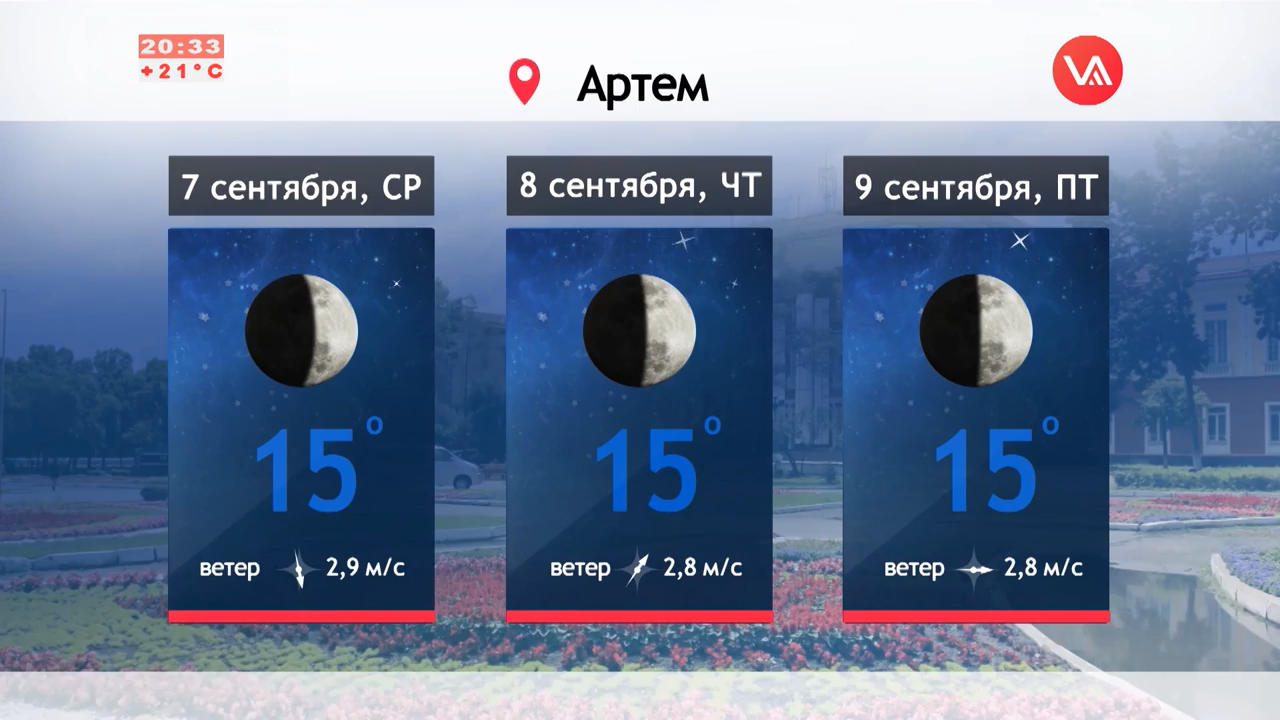 20:33
+21°C
Артем
VA
7 сентября, СР
8 сентября, ЧТ
9 сентября, ПТ
15°
15°
15°
ветер 2,9 м/с
ветер 2,8 м/с
ветер 2,8 м/с